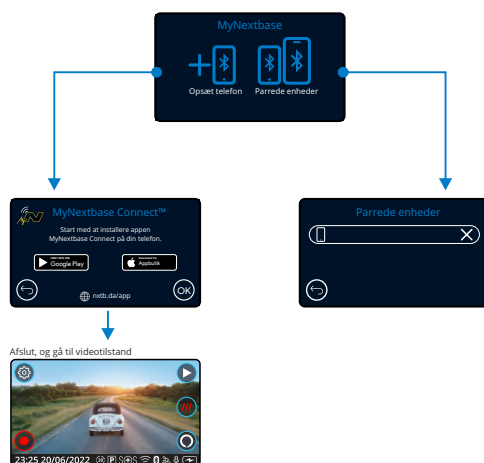 MyNextbase
Opsæt telefon
Parrede enheder
MyNextbase Connect™
Start med at installere appen
MyNextbase Connect på din telefon.
Google Play
Appbutik
nxtb.da/app
OK
Parrede enheder
Afslut, og gå til videotilstand
23:25 20/06/2022